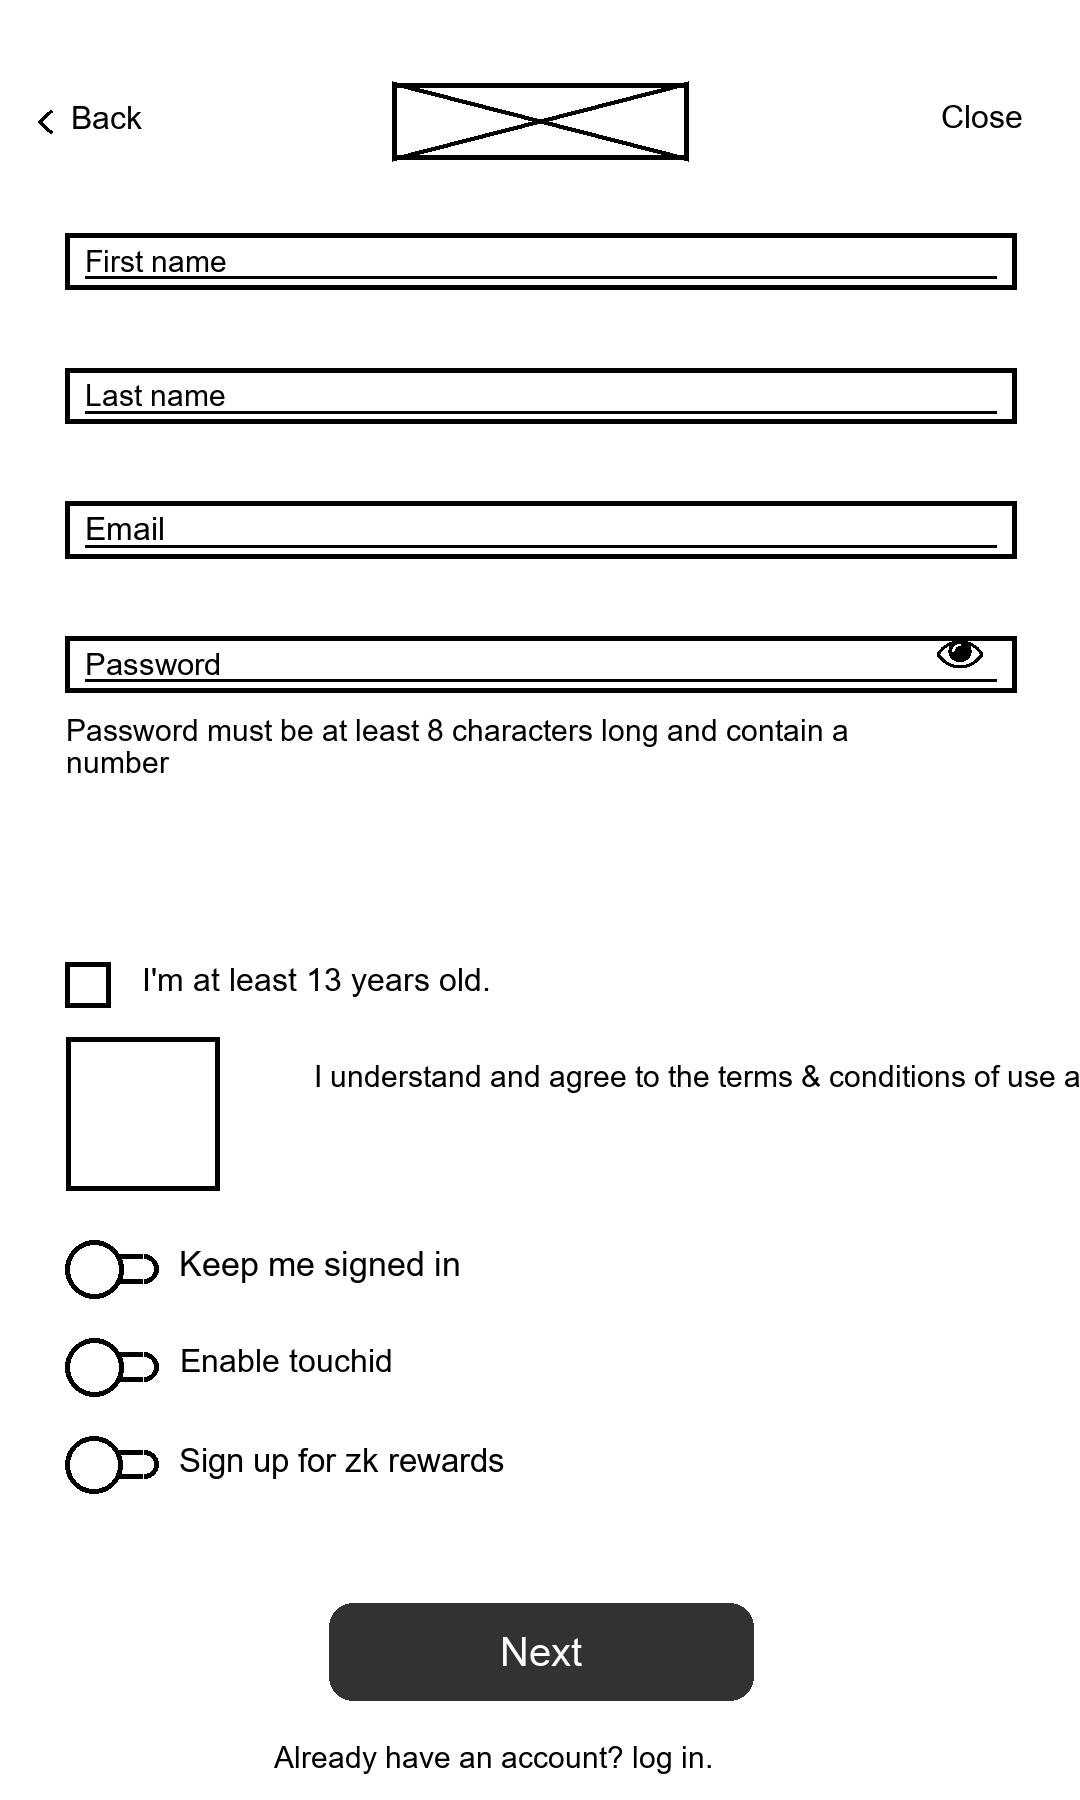 Back
Close
First name
Last name
Email
Password
Password must be at least 8 characters long and contain a
number
I'm at least 13 years old.
I understand and agree to the terms & conditions of use a
Keep me signed in
Enable touchid
Sign up for zk rewards
Next
Already have an account? log in.